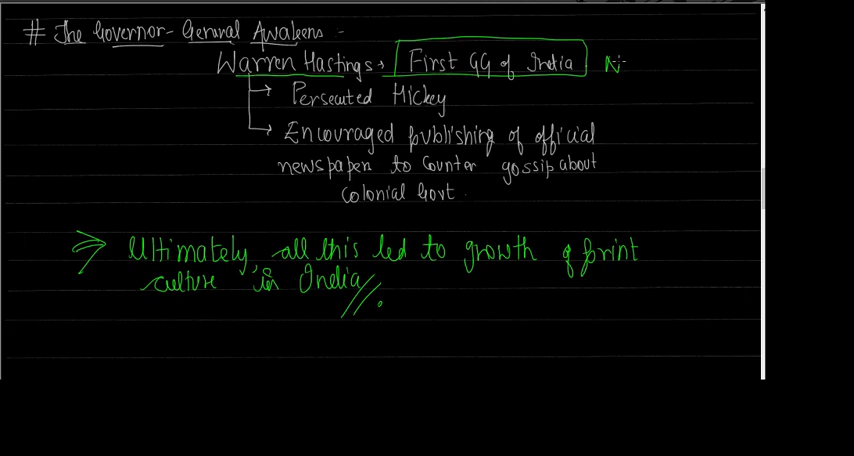 # The Governor-General Awakens -
Warren Hastings → First GG of India
→ Persecuted Hickey
→ Encouraged publishing of official
newspaper to counter gossip about
colonial Govt.
⇒ Ultimately, all this led to growth of print
culture in India//.